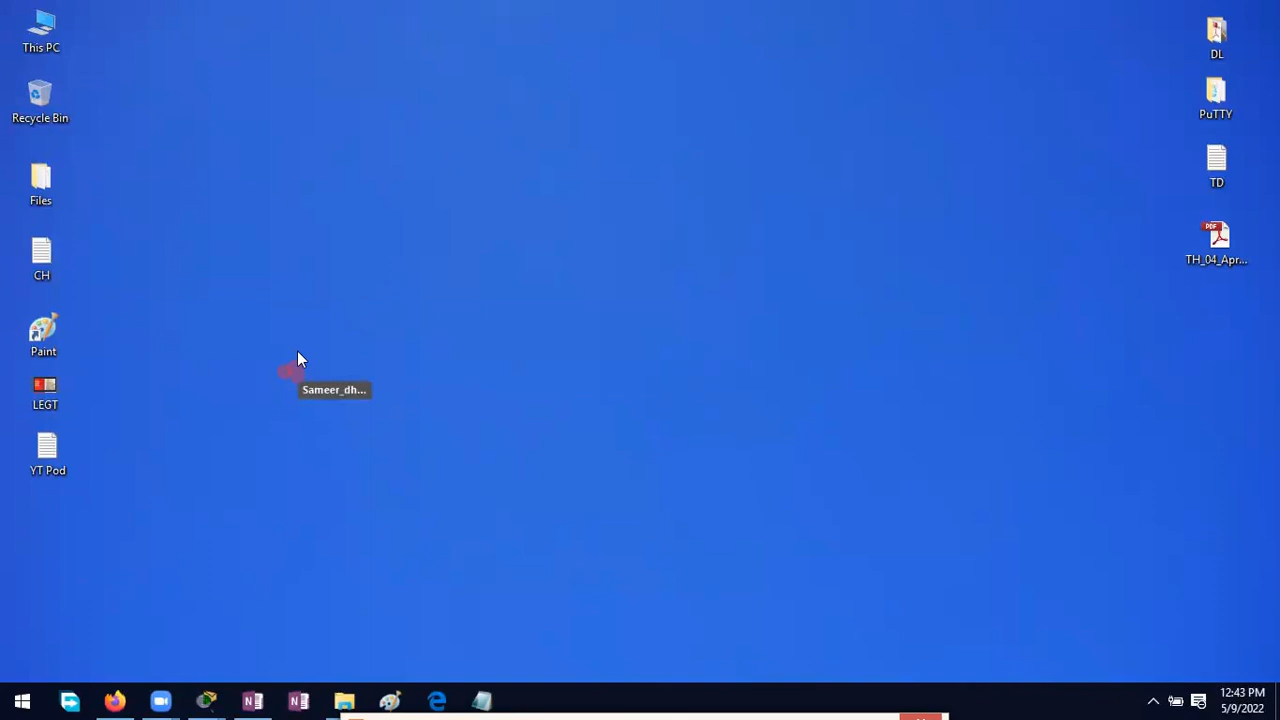 This PC
Recycle Bin
Files
CH
Paint
LEGT
YT Pod
Sameer_dh...
DL
PuTTY
TD
PDF
TH_04_Apr...
N
N
12:43 PM
5/9/2022